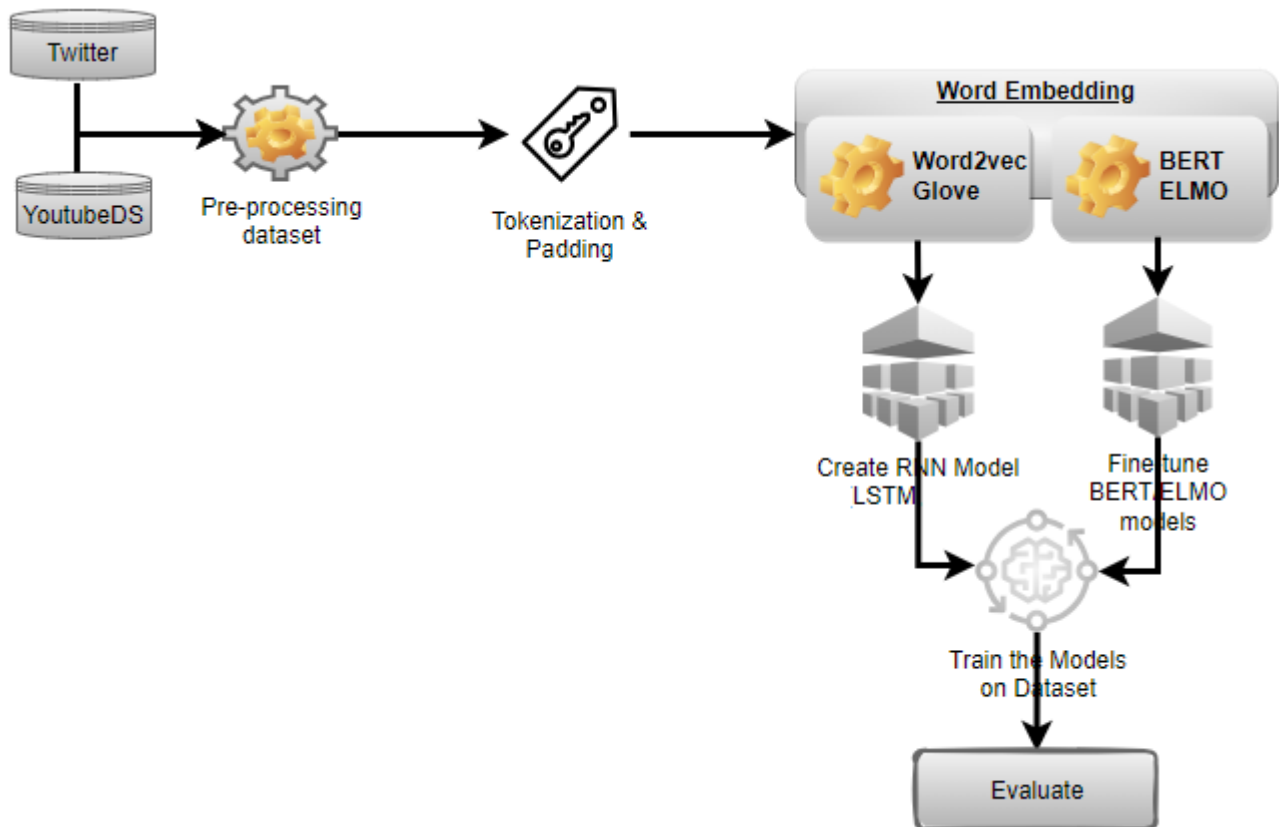 Twitter
YoutubeDS
Pre-processing
dataset
Tokenization &
Padding
Word Embedding
Word2vec
Glove
BERT
ELMO
Create RNN Model
LSTM
Fine tune
BERT/ELMO
models
Train the Models
on Dataset
Evaluate